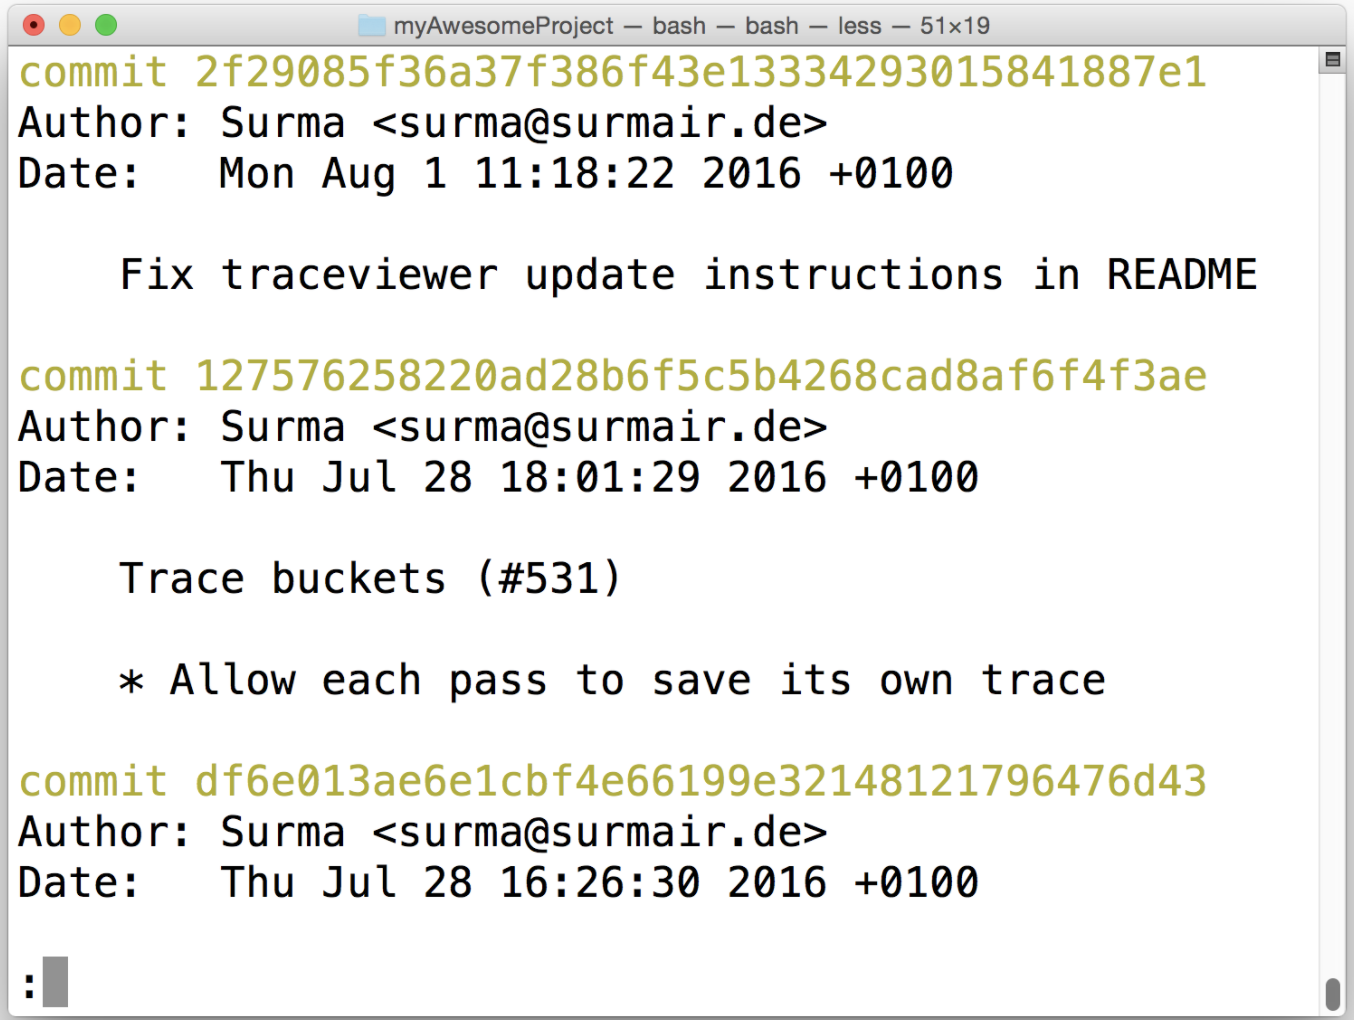 myAwesomeProject — bash — bash — less — 51×19
commit 2f29085f36a37f386f43e13334293015841887e1
Author: Surma <surma@surmair.de>
Date:   Mon Aug 1 11:18:22 2016 +0100

    Fix traceviewer update instructions in README

commit 127576258220ad28b6f5c5b4268cad8af6f4f3ae
Author: Surma <surma@surmair.de>
Date:   Thu Jul 28 18:01:29 2016 +0100

    Trace buckets (#531)

    * Allow each pass to save its own trace

commit df6e013ae6e1cbf4e66199e32148121796476d43
Author: Surma <surma@surmair.de>
Date:   Thu Jul 28 16:26:30 2016 +0100

: